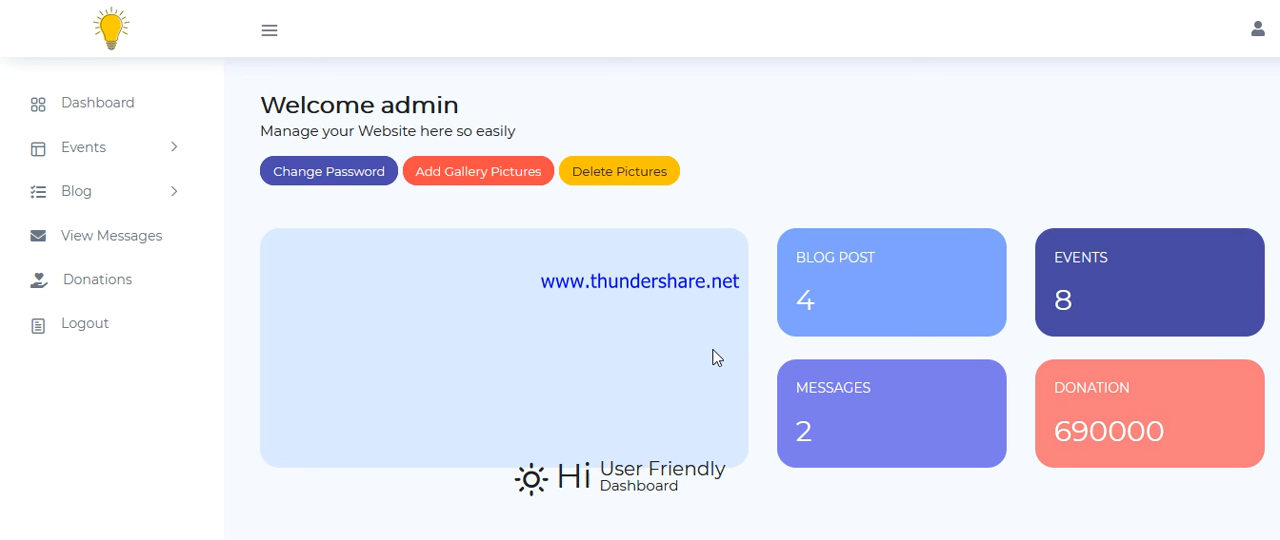 Dashboard
Events
Blog
View Messages
Donations
Logout
Welcome admin
Manage your Website here so easily
Change Password
Add Gallery Pictures
Delete Pictures
www.thundershare.net
Hi
User Friendly
Dashboard
BLOG POST
4
EVENTS
8
MESSAGES
2
DONATION
690000